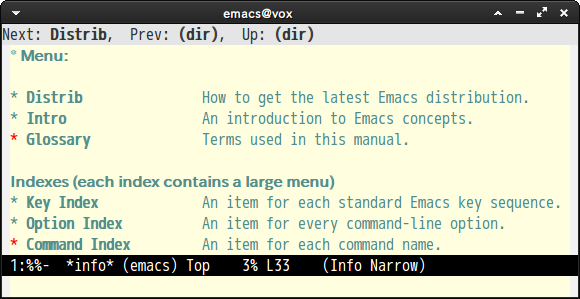 emacs@vox
Next: Distrib, Prev: (dir), Up: (dir)
* Menu:
* Distrib How to get the latest Emacs distribution.
* Intro An introduction to Emacs concepts.
* Glossary Terms used in this manual.
Indexes (each index contains a large menu)
* Key Index An item for each standard Emacs key sequence.
* Option Index An item for every command-line option.
* Command Index An item for each command name.
1:%%- *info* (emacs) Top 3% L33 (Info Narrow)